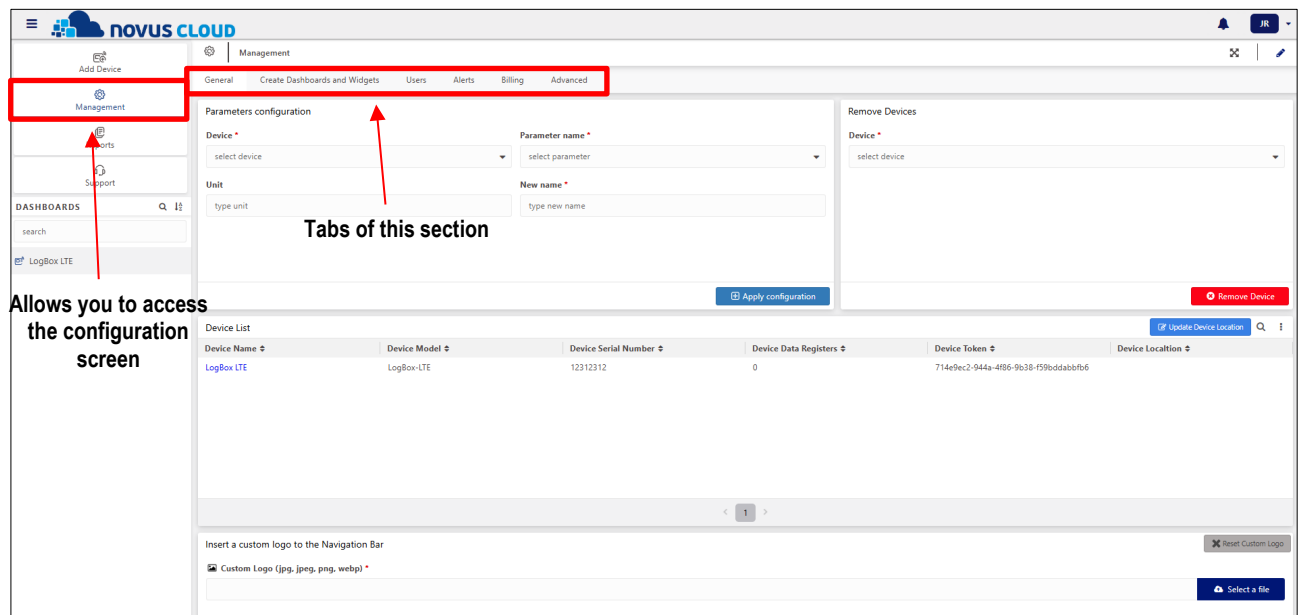 NOVUS CLOUD
JR
Add Device
Management
Management
General Create Dashboards and Widgets Users Alerts Billing Advanced
Support
DASHBOARDS
search
LogBox LTE
Allows you to access
the configuration
screen
Parameters configuration
Device *
Parameter name *
select device
select parameter
Unit
New name *
type unit
type new name
Tabs of this section
Apply configuration
Remove Devices
Device *
select device
Remove Device
Device List
Update Device Location
Device Name Device Model Device Serial Number Device Data Registers Device Token Device Localtion
LogBox LTE LogBox-LTE 12312312 0 714e9ec2-944a-4f86-9b38-f59bddabbfb6
< 1 >
Insert a custom logo to the Navigation Bar
Reset Custom Logo
Custom Logo (jpg, jpeg, png, webp) *
Select a file